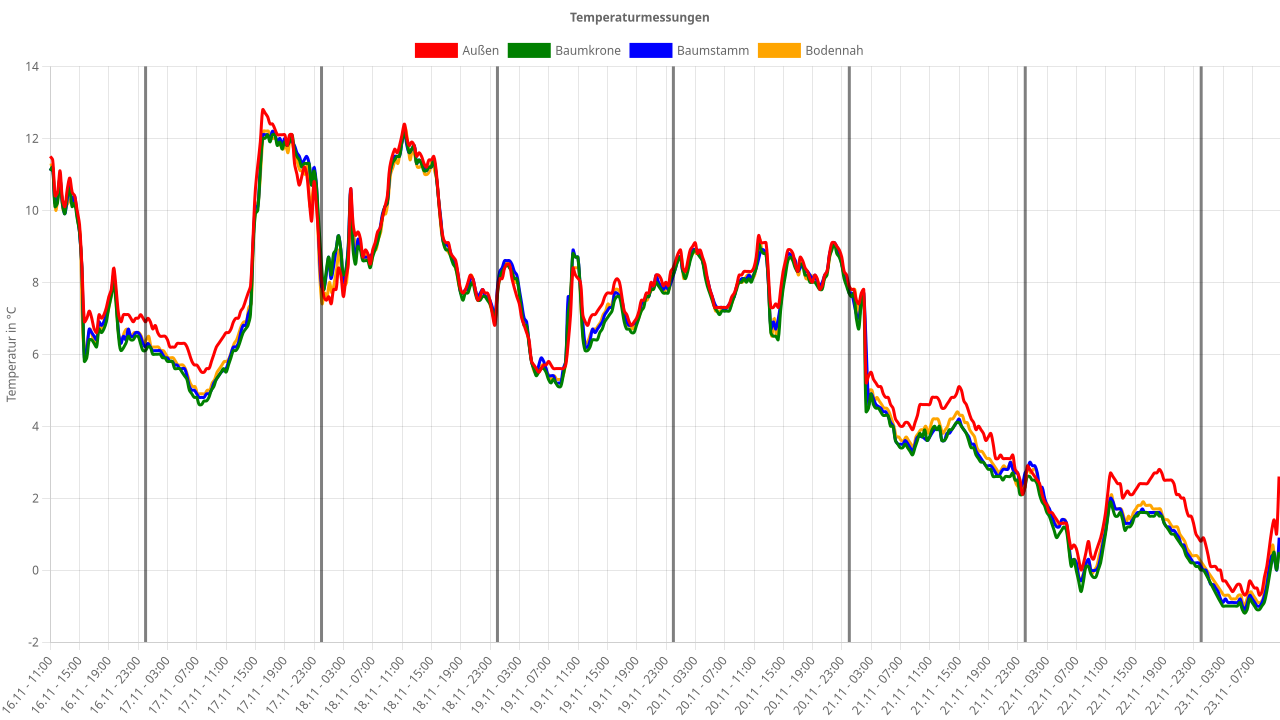 Temperaturmessungen
Außen Baumkrone Baumstamm Bodennah
Temperatur in °C
14
12
10
8
6
4
2
0
-2
16.11 - 11:00
16.11 - 15:00
16.11 - 19:00
16.11 - 23:00
17.11 - 03:00
17.11 - 07:00
17.11 - 11:00
17.11 - 15:00
17.11 - 19:00
17.11 - 23:00
18.11 - 03:00
18.11 - 07:00
18.11 - 11:00
18.11 - 15:00
18.11 - 19:00
18.11 - 23:00
19.11 - 03:00
19.11 - 07:00
19.11 - 11:00
19.11 - 15:00
19.11 - 19:00
19.11 - 23:00
20.11 - 03:00
20.11 - 07:00
20.11 - 11:00
20.11 - 15:00
20.11 - 19:00
20.11 - 23:00
21.11 - 03:00
21.11 - 07:00
21.11 - 11:00
21.11 - 15:00
21.11 - 19:00
21.11 - 23:00
22.11 - 03:00
22.11 - 07:00
22.11 - 11:00
22.11 - 15:00
22.11 - 19:00
22.11 - 23:00
23.11 - 03:00
23.11 - 07:00